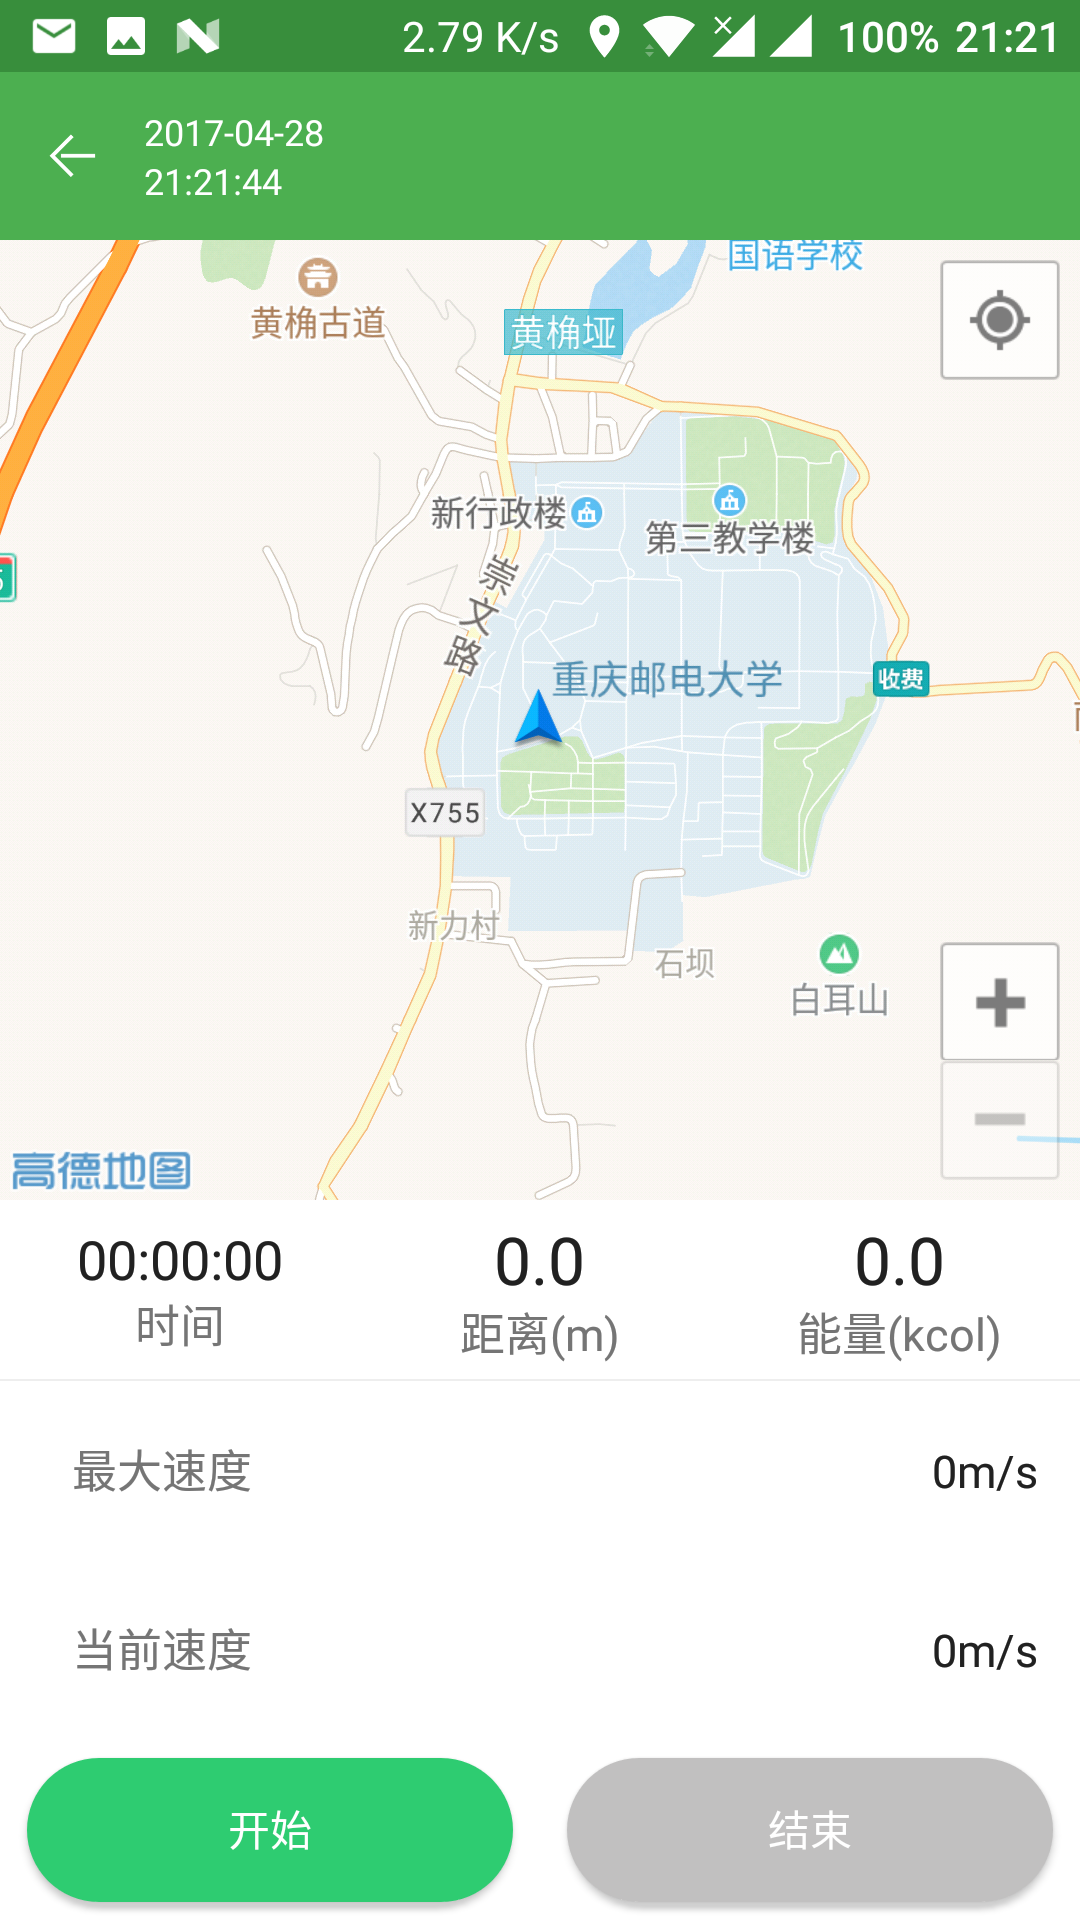 2.79 K/s 100% 21:21
2017-04-28
21:21:44
国语学校
黄桷古道
黄桷垭
新行政楼
第三教学楼
崇文路
重庆邮电大学
收费
X755
新力村
石坝
白耳山
高德地图
00:00:00 0.0 0.0
时间 距离(m) 能量(kcol)
最大速度 0m/s
当前速度 0m/s
开始 结束